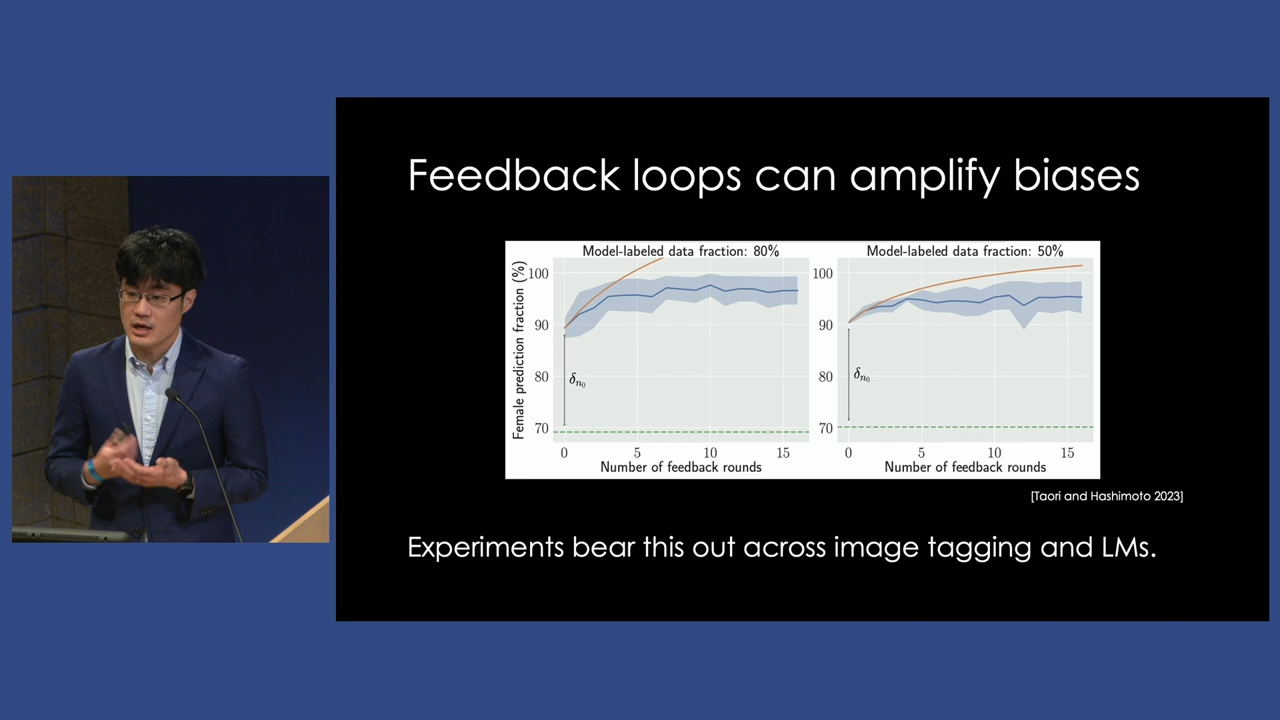 Feedback loops can amplify biases
Model-labeled data fraction: 80%
Female prediction fraction (%)
100
90
80
70
δn₀
0 5 10 15
Number of feedback rounds
Model-labeled data fraction: 50%
100
90
80
70
δn₀
0 5 10 15
Number of feedback rounds
[Taori and Hashimoto 2023]
Experiments bear this out across image tagging and LMs.